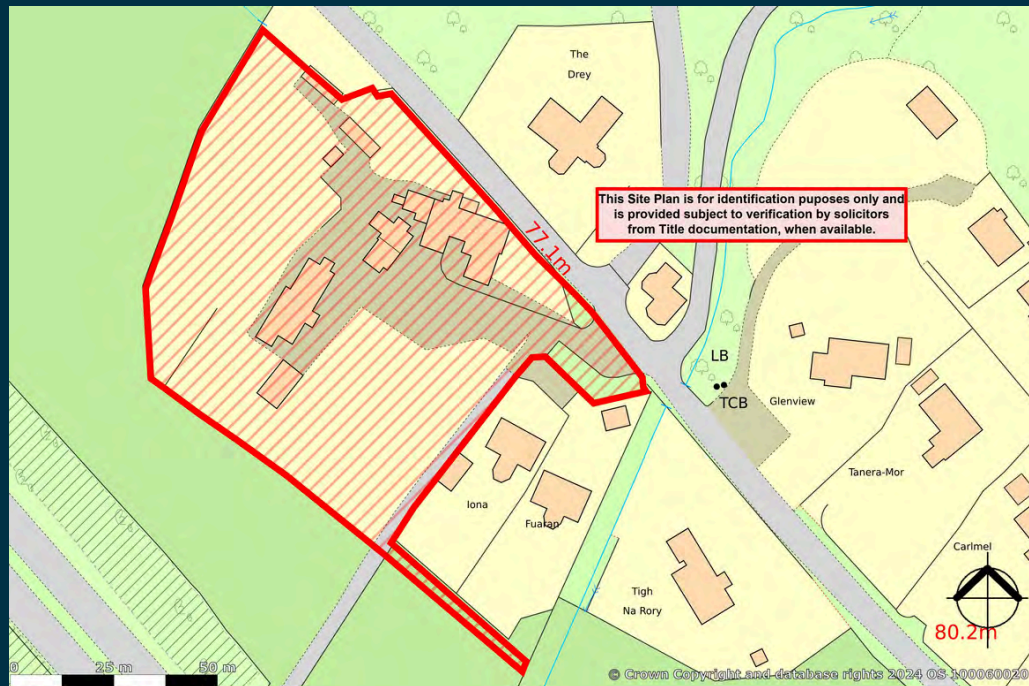 The
Drey
This Site Plan is for identification puposes only and
is provided subject to verification by solicitors
from Title documentation, when available.
77.1m
LB
TCB
Glenview
Tanera-Mor
Iona
Fuaran
Tigh
Na Rory
Carlmel
80.2m
0 25 m 50 m
© Crown Copyright and database rights 2024 OS 100060020